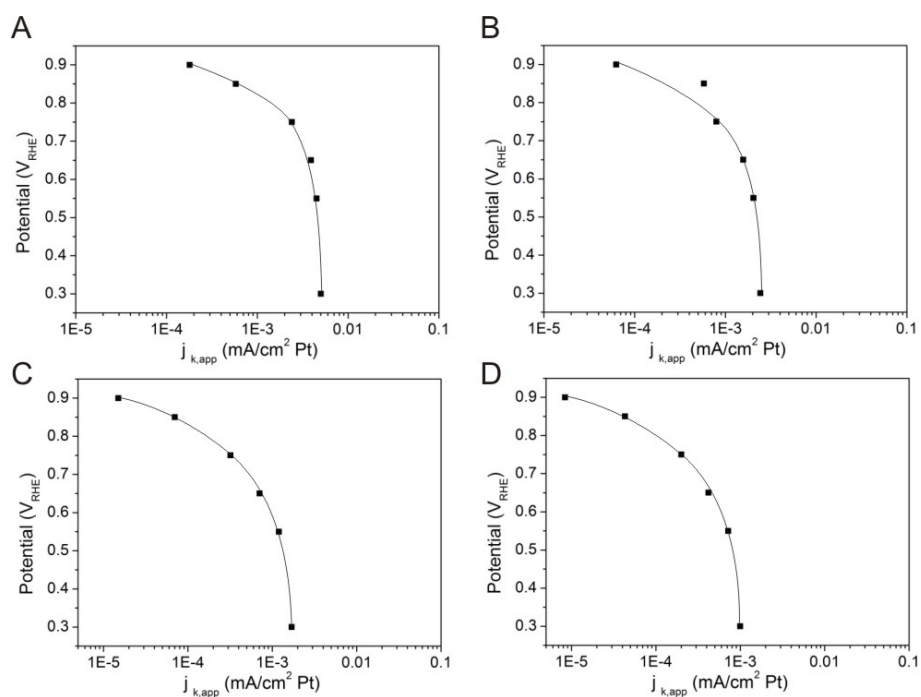 A
0.9
0.8
0.7
0.6
0.5
0.4
0.3
Potential (V_RHE)
1E-5 1E-4 1E-3 0.01 0.1
j k,app (mA/cm² Pt)
B
0.9
0.8
0.7
0.6
0.5
0.4
0.3
Potential (V_RHE)
1E-5 1E-4 1E-3 0.01 0.1
j k,app (mA/cm² Pt)
C
0.9
0.8
0.7
0.6
0.5
0.4
0.3
Potential (V_RHE)
1E-5 1E-4 1E-3 0.01 0.1
j k,app (mA/cm² Pt)
D
0.9
0.8
0.7
0.6
0.5
0.4
0.3
Potential (V_RHE)
1E-5 1E-4 1E-3 0.01 0.1
j k,app (mA/cm² Pt)